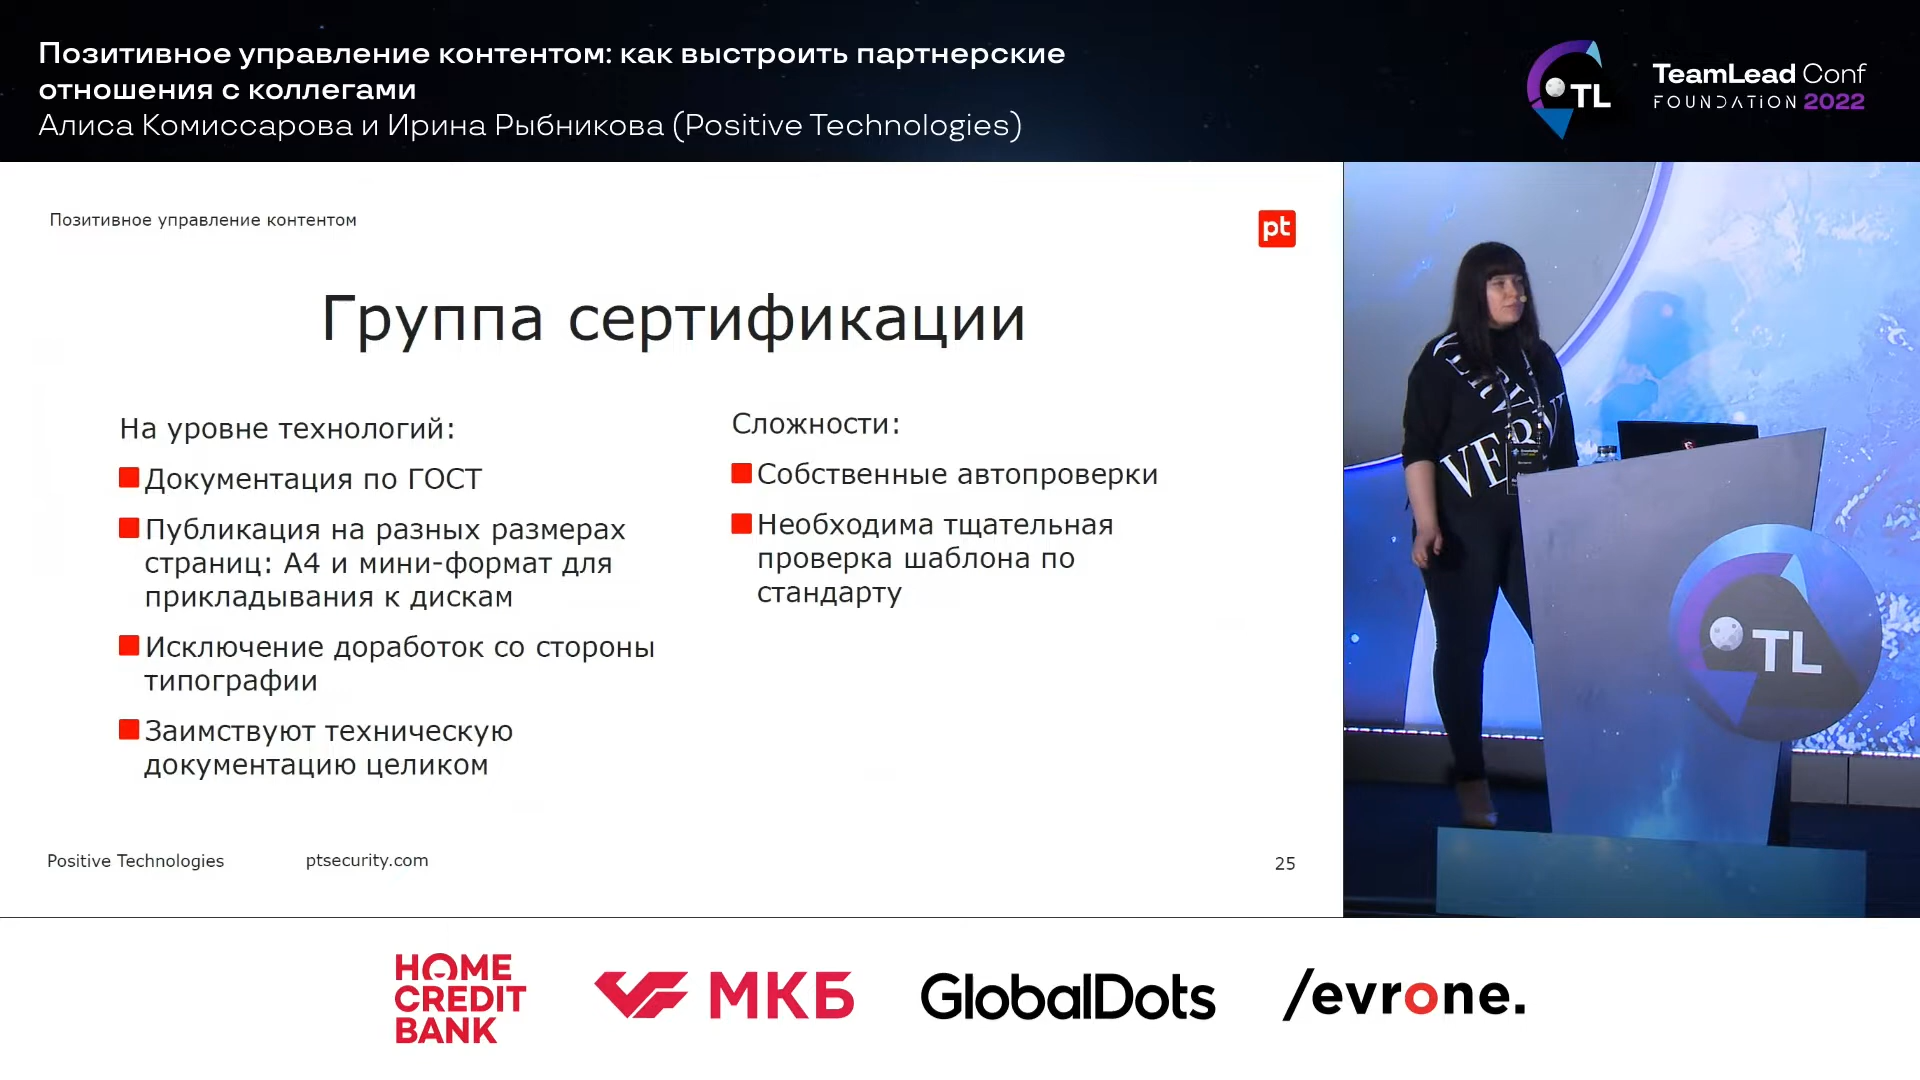 Позитивное управление контентом: как выстроить партнерские
отношения с коллегами
Алиса Комиссарова и Ирина Рыбникова (Positive Technologies)
TL
TeamLead Conf
FOUNDATION 2022
Позитивное управление контентом
pt
Группа сертификации
На уровне технологий:
Документация по ГОСТ
Публикация на разных размерах
страниц: А4 и мини-формат для
прикладывания к дискам
Исключение доработок со стороны
типографии
Заимствуют техническую
документацию целиком
Сложности:
Собственные автопроверки
Необходима тщательная
проверка шаблона по
стандарту
Positive Technologies
ptsecurity.com
25
TL
HOME
CREDIT
BANK
МКБ
GlobalDots
/evrone.